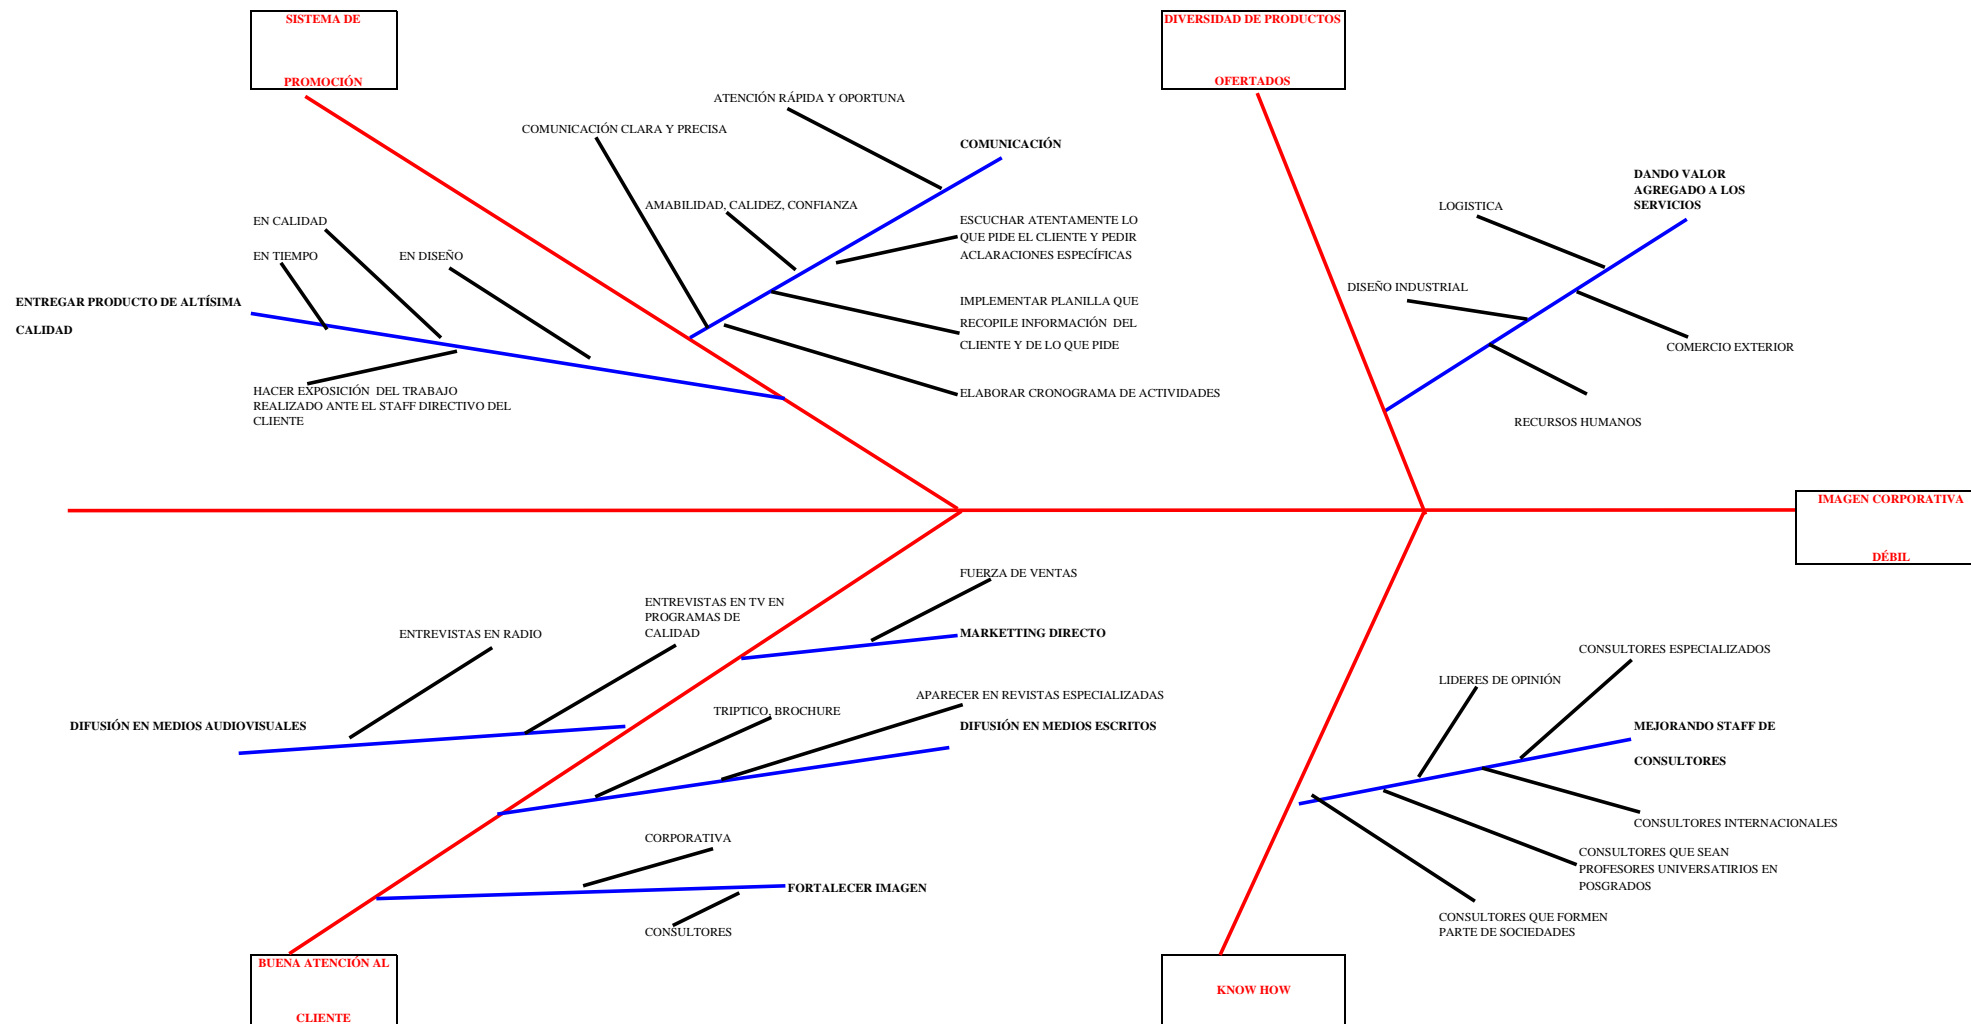 SISTEMA DE
PROMOCIÓN
DIVERSIDAD DE PRODUCTOS
OFERTADOS
ATENCIÓN RÁPIDA Y OPORTUNA
COMUNICACIÓN CLARA Y PRECISA
COMUNICACIÓN
AMABILIDAD, CALIDEZ, CONFIANZA
ESCUCHAR ATENTAMENTE LO
QUE PIDE EL CLIENTE Y PEDIR
ACLARACIONES ESPECÍFICAS
IMPLEMENTAR PLANILLA QUE
RECOPILE INFORMACIÓN DEL
CLIENTE Y DE LO QUE PIDE
ELABORAR CRONOGRAMA DE ACTIVIDADES
EN CALIDAD
EN TIEMPO
EN DISEÑO
ENTREGAR PRODUCTO DE ALTÍSIMA
CALIDAD
HACER EXPOSICIÓN DEL TRABAJO
REALIZADO ANTE EL STAFF DIRECTIVO DEL
CLIENTE
DANDO VALOR
AGREGADO A LOS
SERVICIOS
LOGISTICA
DISEÑO INDUSTRIAL
COMERCIO EXTERIOR
RECURSOS HUMANOS
IMAGEN CORPORATIVA
DÉBIL
FUERZA DE VENTAS
ENTREVISTAS EN TV EN
PROGRAMAS DE
CALIDAD
ENTREVISTAS EN RADIO
MARKETTING DIRECTO
APARECER EN REVISTAS ESPECIALIZADAS
TRIPTICO, BROCHURE
DIFUSIÓN EN MEDIOS AUDIOVISUALES
DIFUSIÓN EN MEDIOS ESCRITOS
CORPORATIVA
FORTALECER IMAGEN
CONSULTORES
CONSULTORES ESPECIALIZADOS
LIDERES DE OPINIÓN
MEJORANDO STAFF DE
CONSULTORES
CONSULTORES INTERNACIONALES
CONSULTORES QUE SEAN
PROFESORES UNIVERSATIRIOS EN
POSGRADOS
CONSULTORES QUE FORMEN
PARTE DE SOCIEDADES
BUENA ATENCIÓN AL
CLIENTE
KNOW HOW